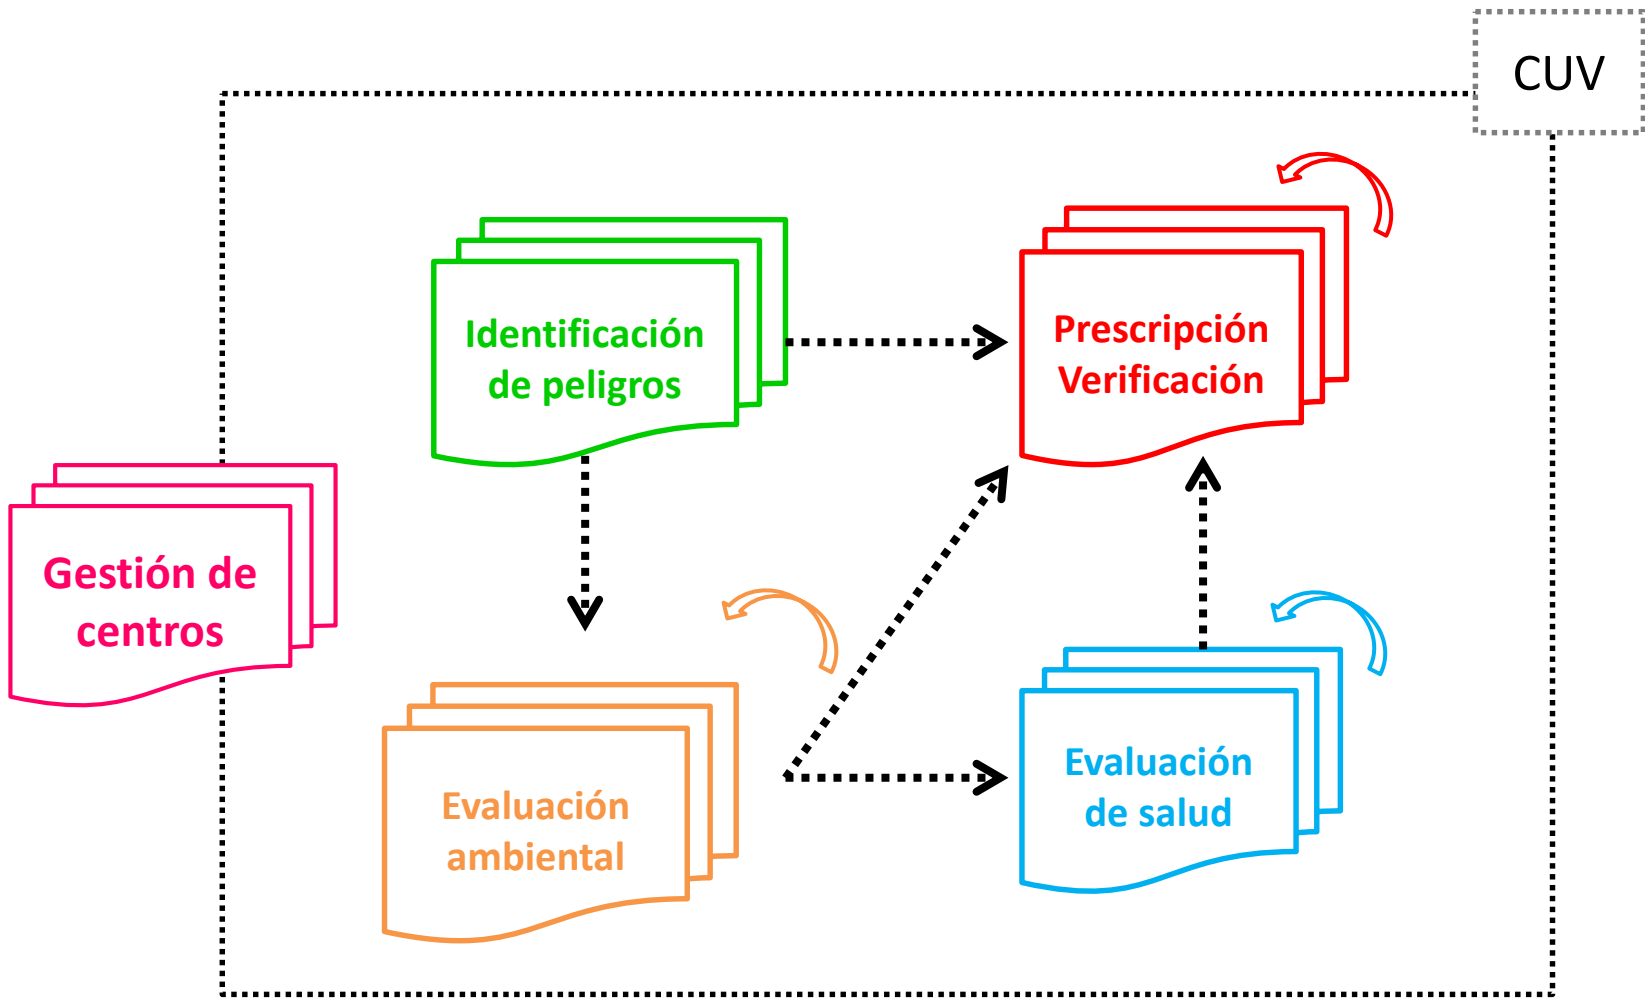 CUV
Identificación
de peligros
Prescripción
Verificación
Gestión de
centros
Evaluación
ambiental
Evaluación
de salud